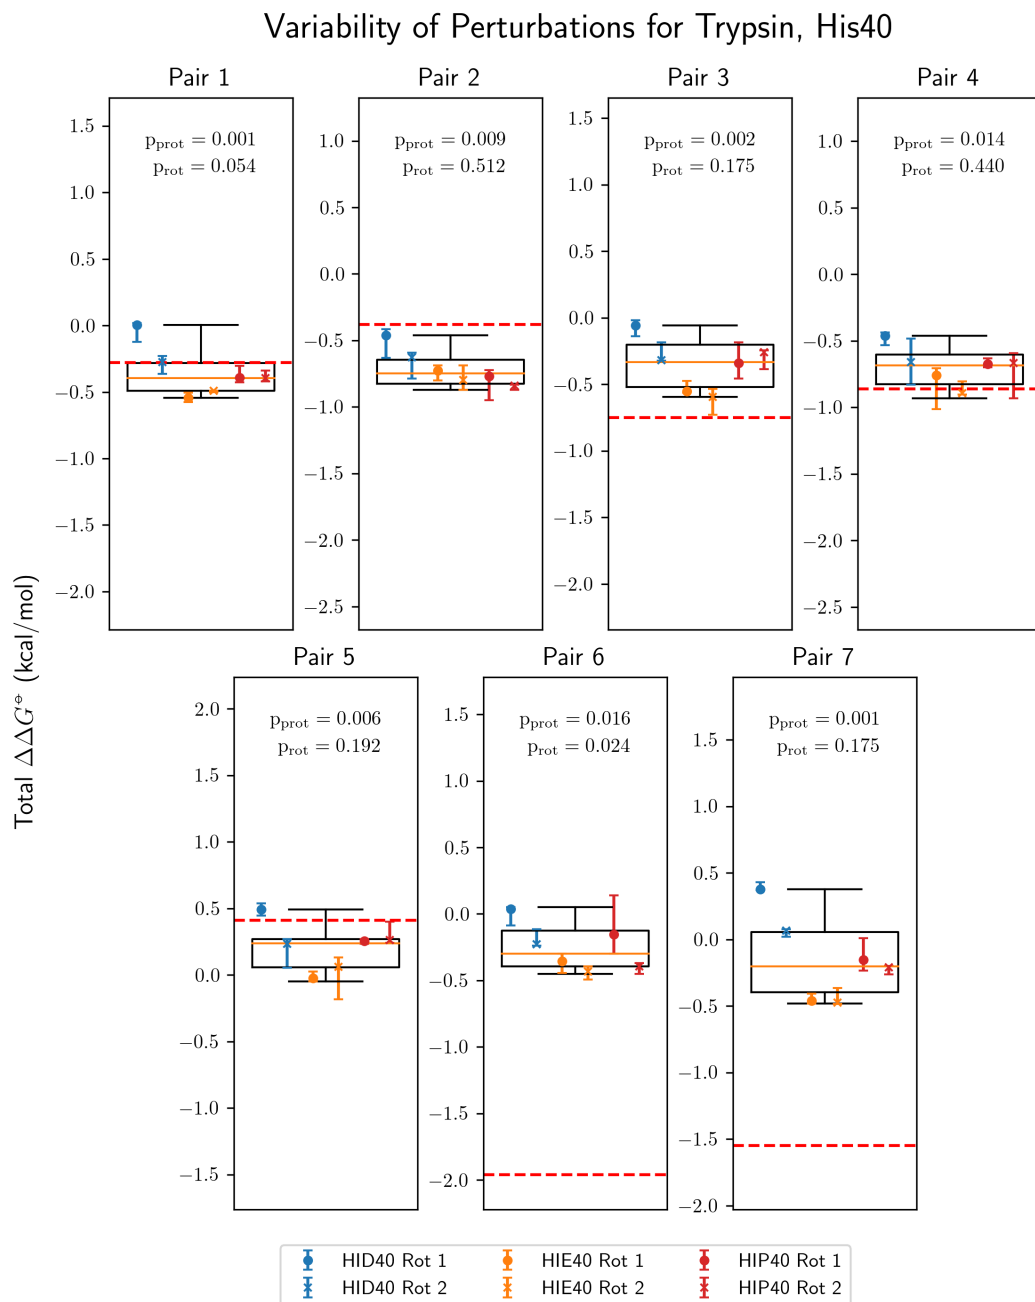 Variability of Perturbations for Trypsin, His40
Pair 1
Pair 2
Pair 3
Pair 4
p_prot = 0.001
p_rot = 0.054
p_prot = 0.009
p_rot = 0.512
p_prot = 0.002
p_rot = 0.175
p_prot = 0.014
p_rot = 0.440
1.5
1.0
0.5
0.0
−0.5
−1.0
−1.5
−2.0
1.0
0.5
0.0
−0.5
−1.0
−1.5
−2.0
−2.5
1.5
1.0
0.5
0.0
−0.5
−1.0
−1.5
−2.0
1.0
0.5
0.0
−0.5
−1.0
−1.5
−2.0
−2.5
Total ΔΔG⦵ (kcal/mol)
Pair 5
Pair 6
Pair 7
p_prot = 0.006
p_rot = 0.192
p_prot = 0.016
p_rot = 0.024
p_prot = 0.001
p_rot = 0.175
2.0
1.5
1.0
0.5
0.0
−0.5
−1.0
−1.5
1.5
1.0
0.5
0.0
−0.5
−1.0
−1.5
−2.0
1.5
1.0
0.5
0.0
−0.5
−1.0
−1.5
−2.0
HID40 Rot 1
HIE40 Rot 1
HIP40 Rot 1
HID40 Rot 2
HIE40 Rot 2
HIP40 Rot 2